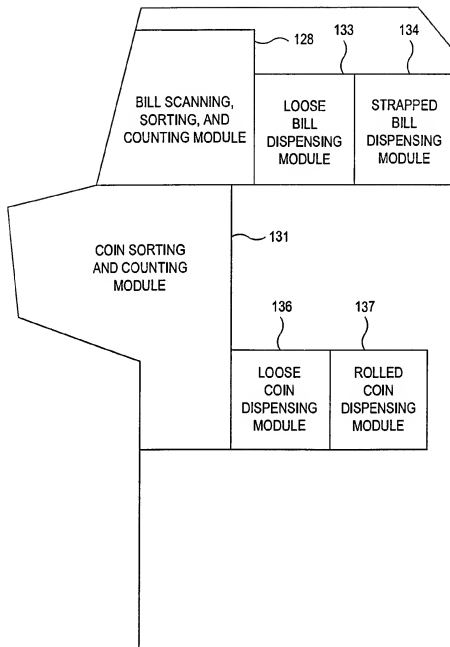 128
133
134
BILL SCANNING,
SORTING, AND
COUNTING MODULE
LOOSE
BILL
DISPENSING
MODULE
STRAPPED
BILL
DISPENSING
MODULE
COIN SORTING
AND COUNTING
MODULE
131
136
137
LOOSE
COIN
DISPENSING
MODULE
ROLLED
COIN
DISPENSING
MODULE